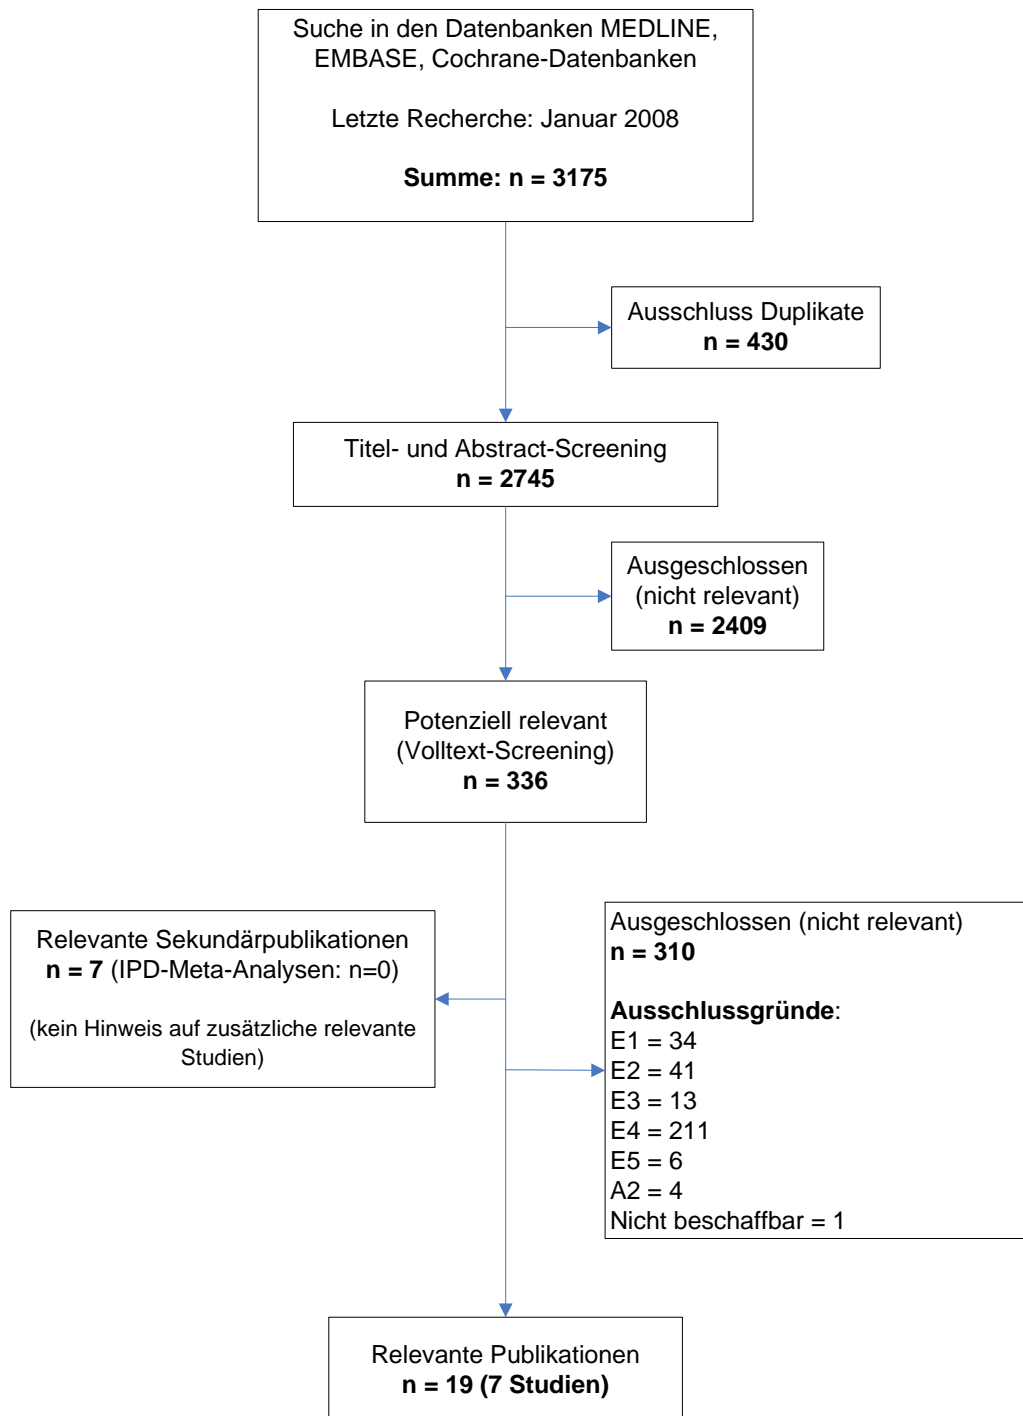 Suche in den Datenbanken MEDLINE,
EMBASE, Cochrane-Datenbanken
Letzte Recherche: Januar 2008
Summe: n = 3175
Ausschluss Duplikate
n = 430
Titel- und Abstract-Screening
n = 2745
Ausgeschlossen
(nicht relevant)
n = 2409
Potenziell relevant
(Volltext-Screening)
n = 336
Relevante Sekundärpublikationen
n = 7 (IPD-Meta-Analysen: n=0)
(kein Hinweis auf zusätzliche relevante
Studien)
Ausgeschlossen (nicht relevant)
n = 310
Ausschlussgründe:
E1 = 34
E2 = 41
E3 = 13
E4 = 211
E5 = 6
A2 = 4
Nicht beschaffbar = 1
Relevante Publikationen
n = 19 (7 Studien)